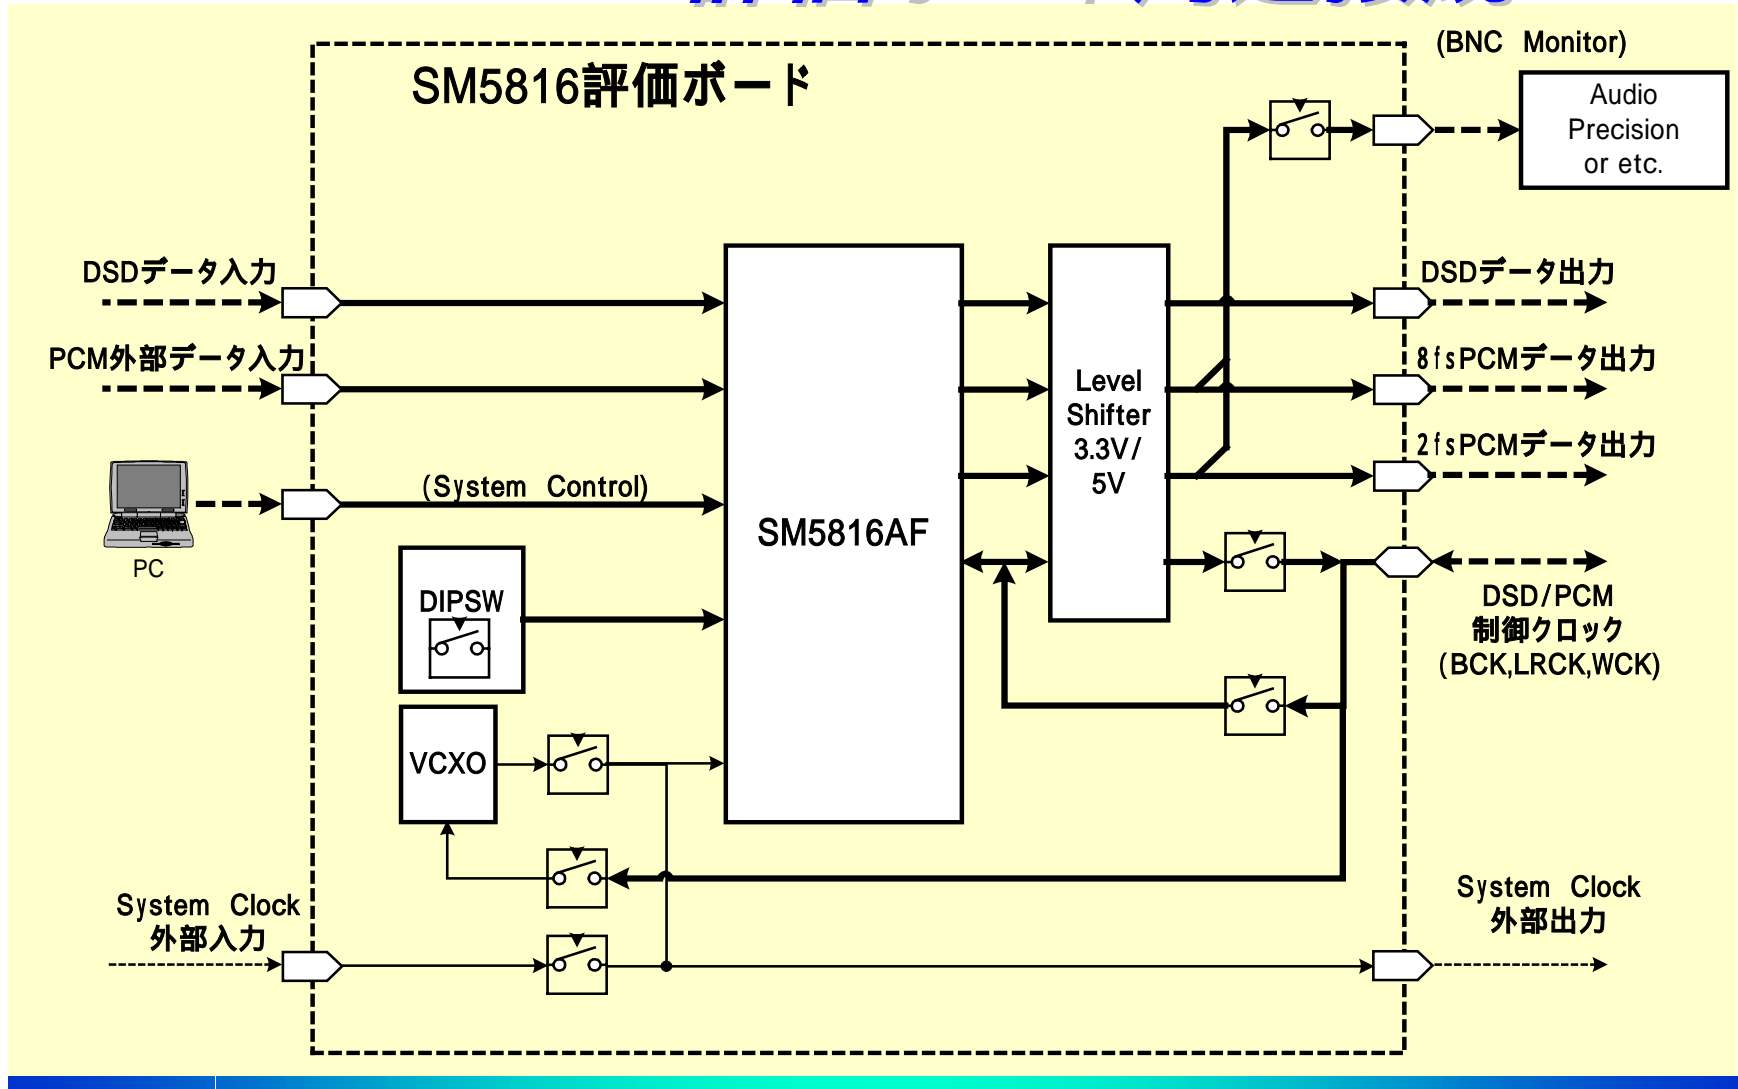 (BNC Monitor)
SM5816評価ボード
Audio
Precision
or etc.
DSDデータ入力
DSDデータ出力
PCM外部データ入力
8fsPCMデータ出力
Level
Shifter
3.3V/
5V
2fsPCMデータ出力
(System Control)
SM5816AF
PC
DIPSW
DSD/PCM
制御クロック
(BCK,LRCK,WCK)
VCXO
System Clock
外部入力
System Clock
外部出力